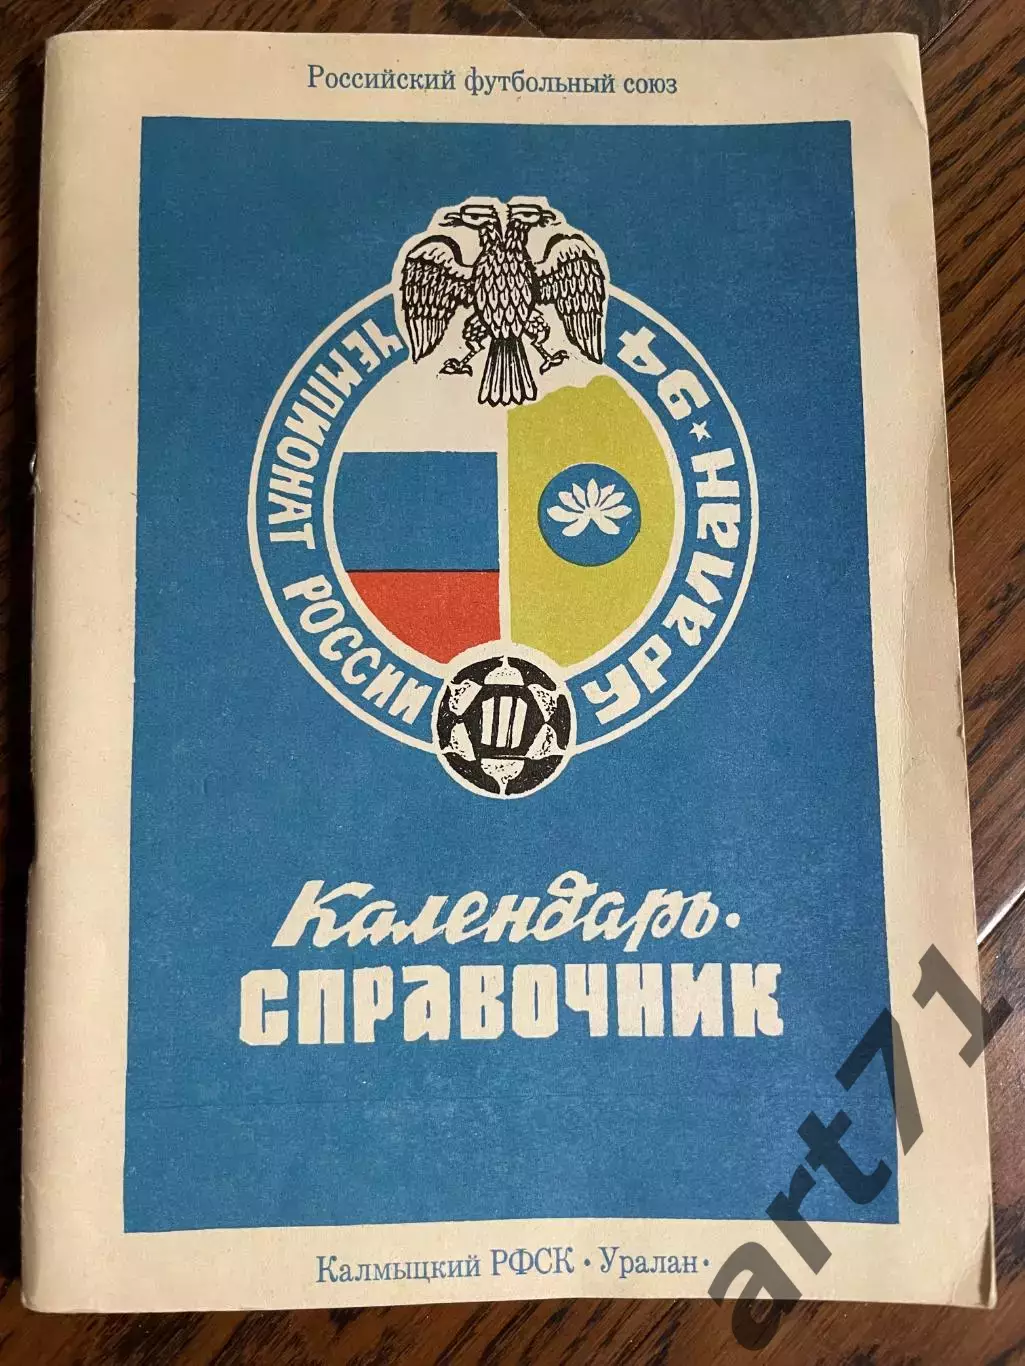 Российский футбольный союз
ЧЕМПИОНАТ РОССИИ
УРАЛАН★94
Календарь·
СПРАВОЧНИК
Калмыцкий РФСК · Уралан ·
art71